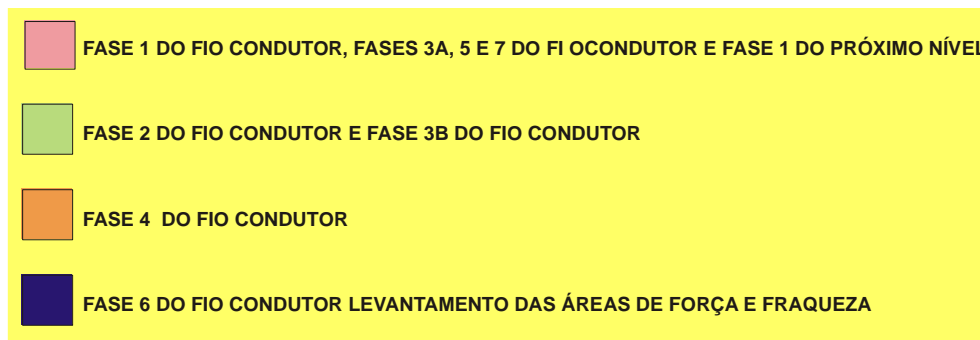 FASE 1 DO FIO CONDUTOR, FASES 3A, 5 E 7 DO FI OCONDUTOR E FASE 1 DO PRÓXIMO NÍVEL
FASE 2 DO FIO CONDUTOR E FASE 3B DO FIO CONDUTOR
FASE 4 DO FIO CONDUTOR
FASE 6 DO FIO CONDUTOR LEVANTAMENTO DAS ÁREAS DE FORÇA E FRAQUEZA